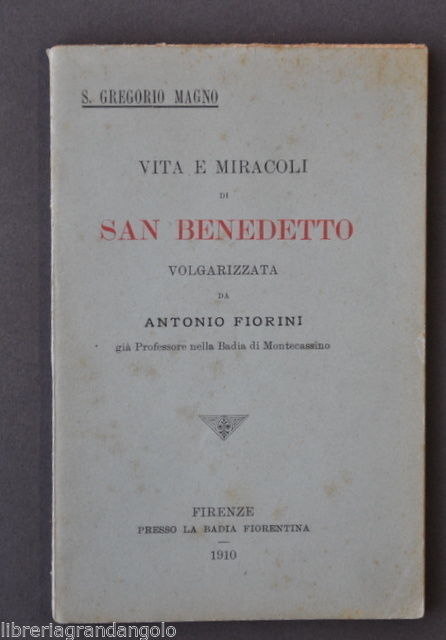 S. GREGORIO MAGNO
VITA E MIRACOLI
DI
SAN BENEDETTO
VOLGARIZZATA
DA
ANTONIO FIORINI
già Professore nella Badia di Montecassino
FIRENZE
PRESSO LA BADIA FIORENTINA
1910
libreriagrandangolo